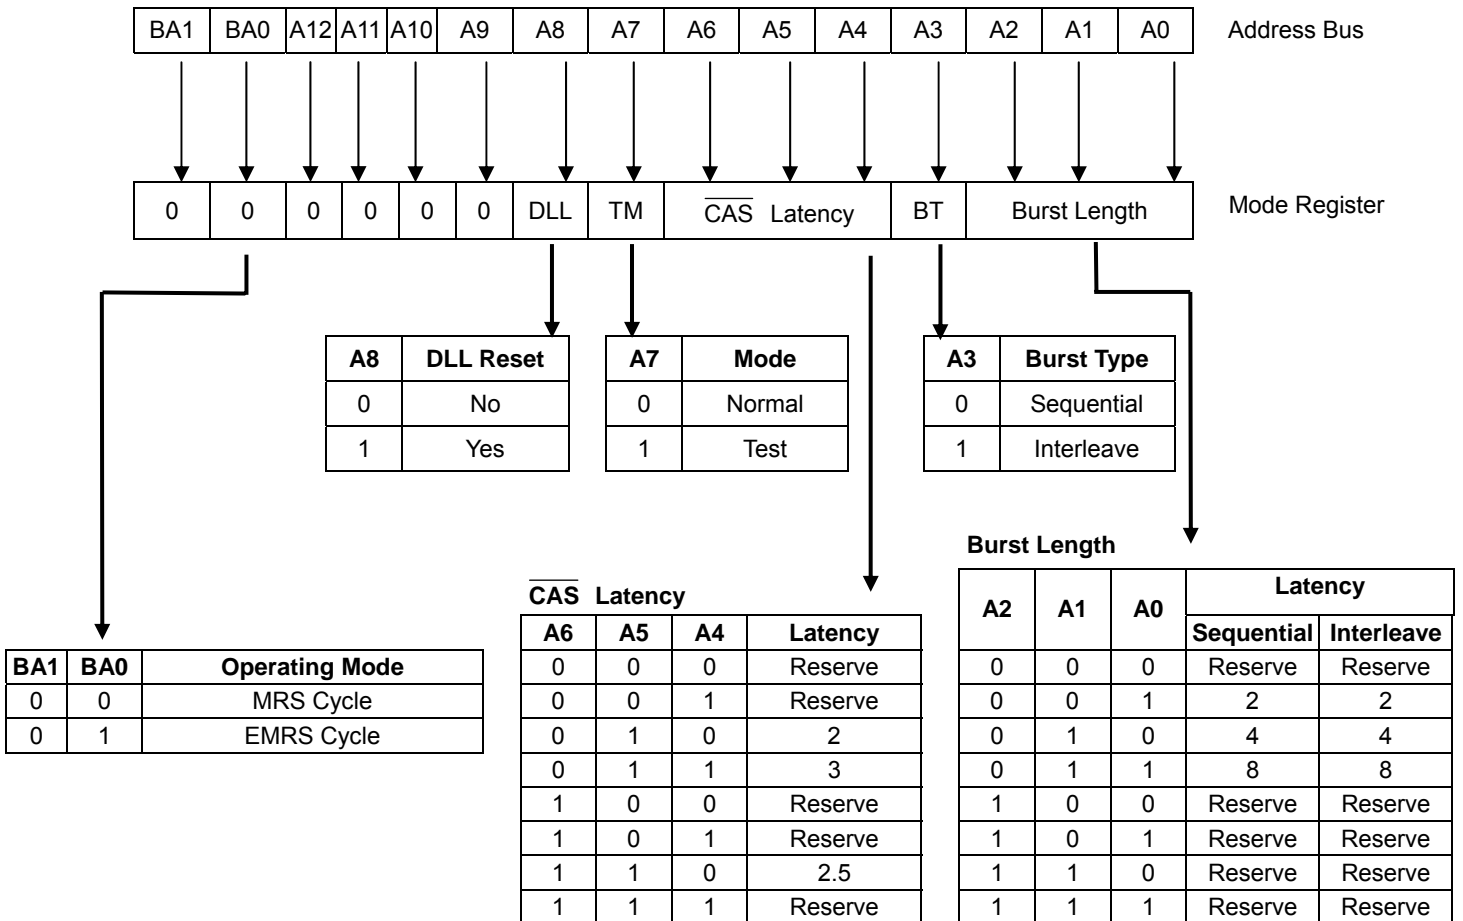 BA1 BA0 A12 A11 A10 A9 A8 A7 A6 A5 A4 A3 A2 A1 A0 Address Bus
0 0 0 0 0 0 DLL TM CAS Latency BT Burst Length Mode Register
A8 DLL Reset
0 No
1 Yes
A7 Mode
0 Normal
1 Test
A3 Burst Type
0 Sequential
1 Interleave
BA1 BA0 Operating Mode
0 0 MRS Cycle
0 1 EMRS Cycle
CAS Latency
A6 A5 A4 Latency
0 0 0 Reserve
0 0 1 Reserve
0 1 0 2
0 1 1 3
1 0 0 Reserve
1 0 1 Reserve
1 1 0 2.5
1 1 1 Reserve
Burst Length
A2 A1 A0 Latency
Sequential Interleave
0 0 0 Reserve Reserve
0 0 1 2 2
0 1 0 4 4
0 1 1 8 8
1 0 0 Reserve Reserve
1 0 1 Reserve Reserve
1 1 0 Reserve Reserve
1 1 1 Reserve Reserve